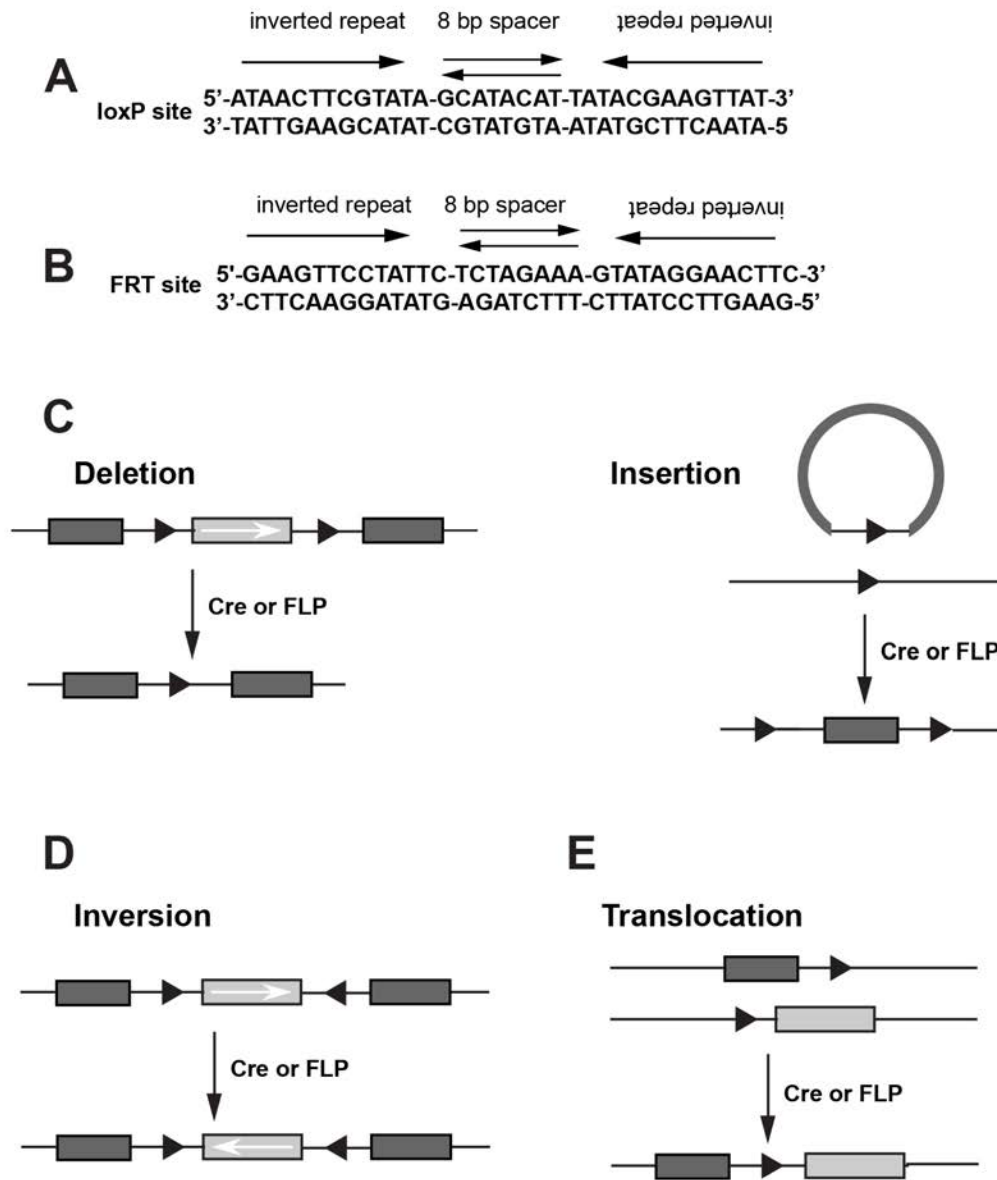 inverted repeat 8 bp spacer inverted repeat
A
loxP site
5’-ATAACTTCGTATA-GCATACAT-TATACGAAGTTAT-3’
3’-TATTGAAGCATAT-CGTATGTA-ATATGCTTCAATA-5
inverted repeat 8 bp spacer inverted repeat
B
FRT site
5'-GAAGTTCCTATTC-TCTAGAAA-GTATAGGAACTTC-3’
3’-CTTCAAGGATATG-AGATCTTT-CTTATCCTTGAAG-5’
C
Deletion
Cre or FLP
Insertion
Cre or FLP
D
Inversion
Cre or FLP
E
Translocation
Cre or FLP